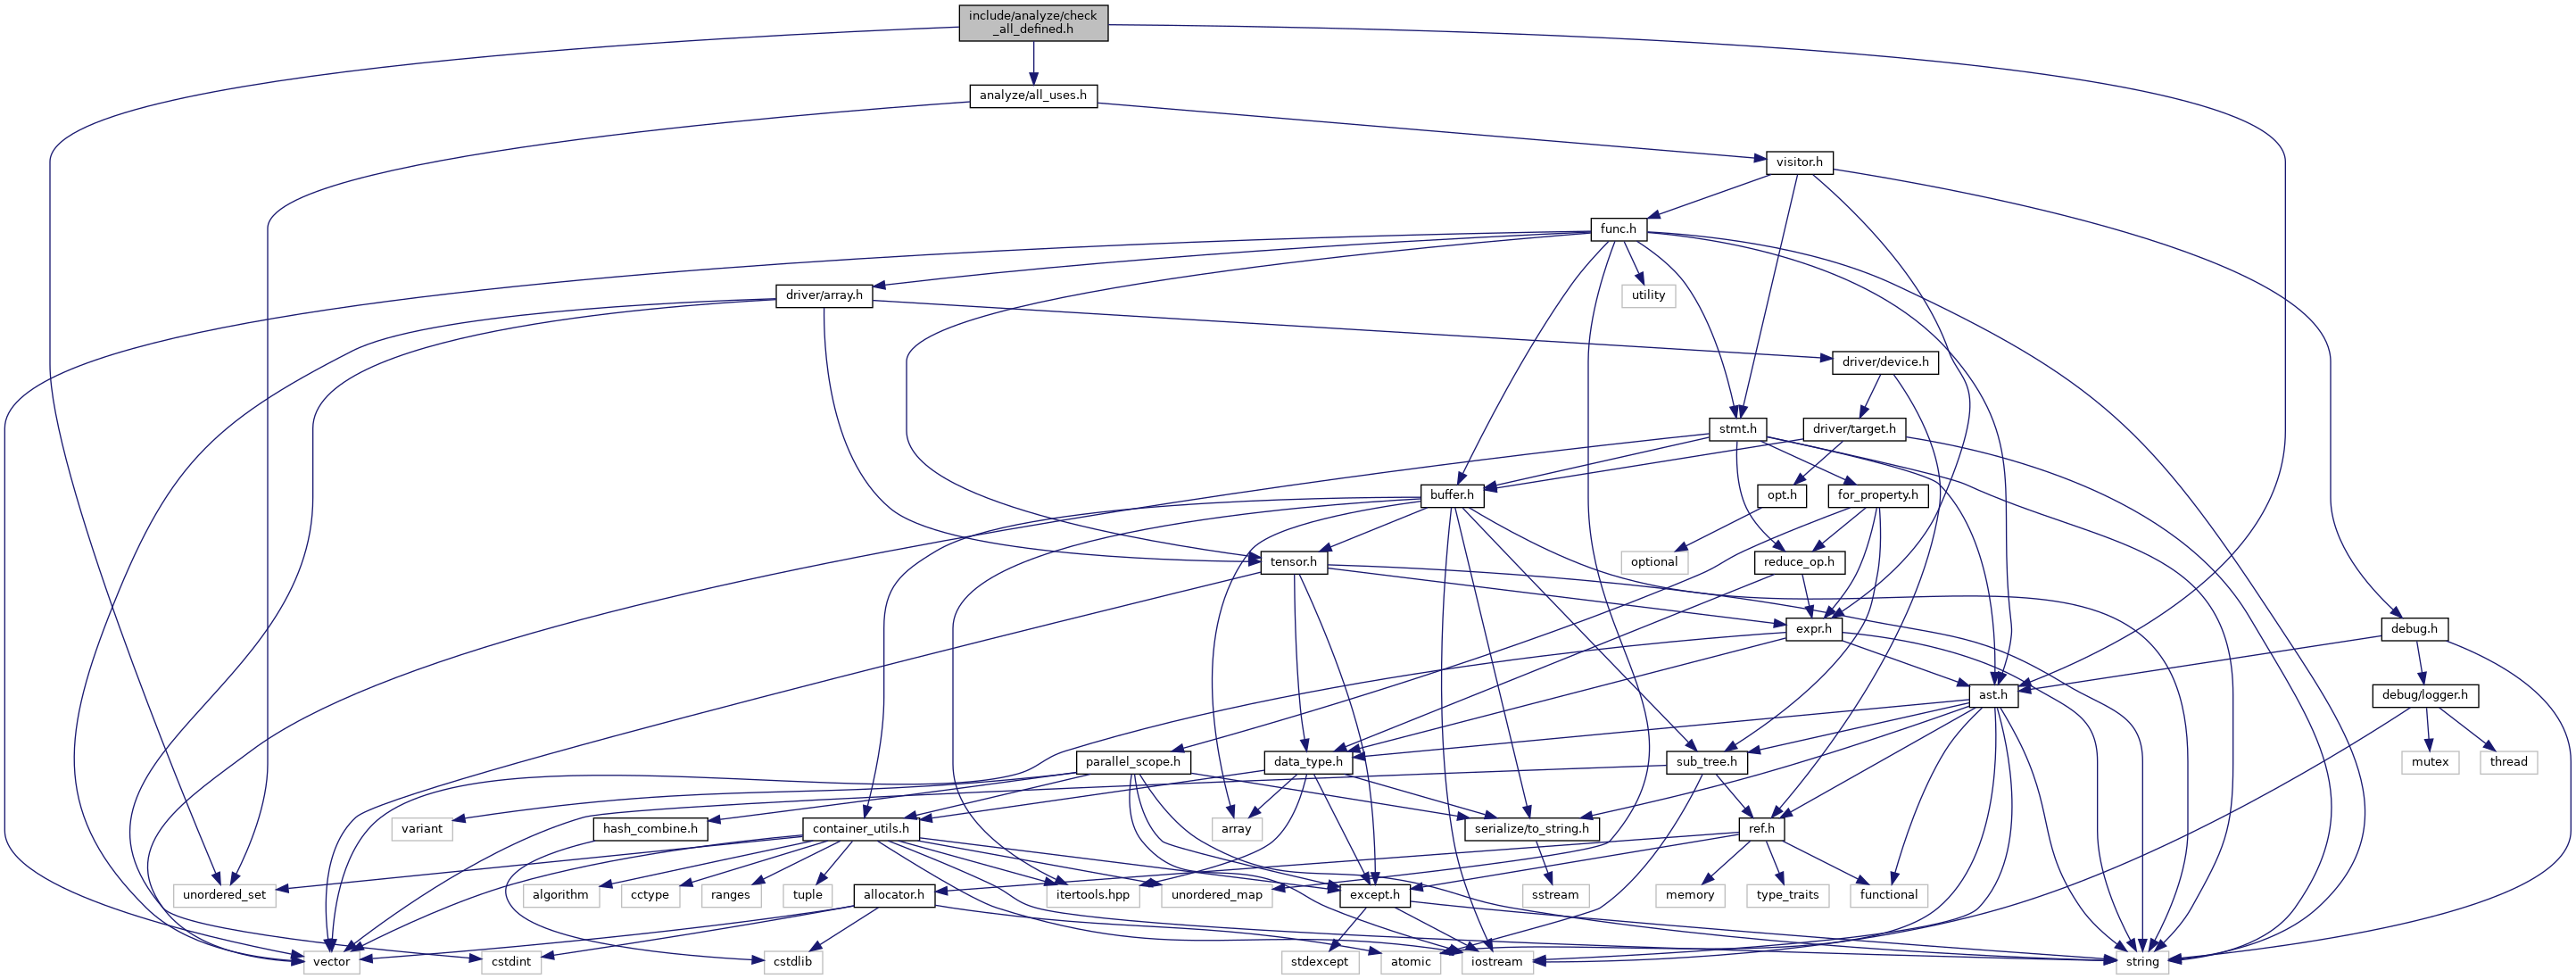 include/analyze/check
_all_defined.h
analyze/all_uses.h
visitor.h
func.h
driver/array.h
utility
driver/device.h
stmt.h
driver/target.h
buffer.h
opt.h
for_property.h
tensor.h
optional
reduce_op.h
expr.h
debug.h
ast.h
debug/logger.h
parallel_scope.h
data_type.h
sub_tree.h
mutex
thread
variant
hash_combine.h
container_utils.h
array
serialize/to_string.h
ref.h
unordered_set
algorithm
cctype
ranges
tuple
allocator.h
itertools.hpp
unordered_map
except.h
sstream
memory
type_traits
functional
vector
cstdint
cstdlib
stdexcept
atomic
iostream
string